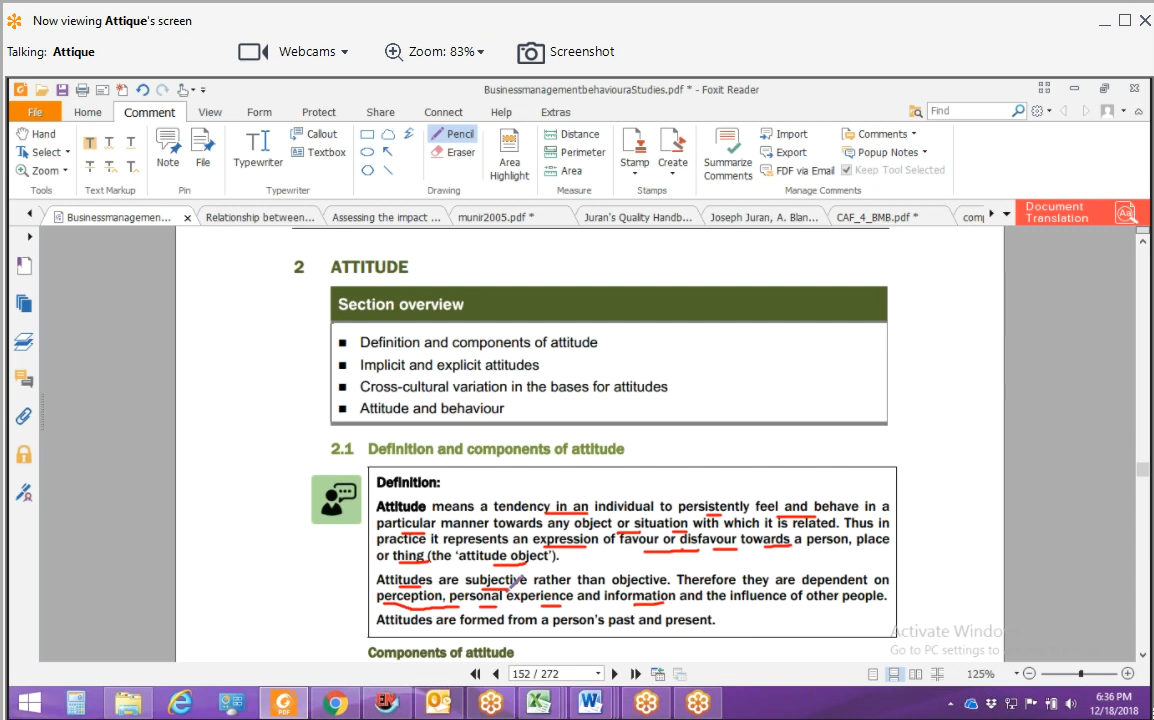 Now viewing Attique's screen
Talking: Attique
Webcams
Zoom: 83%
Screenshot
BusinessmanagementbehaviouraStudies.pdf * - Foxit Reader
File Home Comment View Form Protect Share Connect Help Extras
Find
Hand
Select
Zoom
Tools
Text Markup
Note
File
Pin
Typewriter
Callout
Textbox
Typewriter
Pencil
Eraser
Area Highlight
Drawing
Distance
Perimeter
Area
Measure
Stamp
Create
Stamps
Summarize Comments
Import
Export
FDF via Email
Comments
Popup Notes
Keep Tool Selected
Manage Comments
Businessmanagemen...
Relationship between...
Assessing the impact ...
munir2005.pdf *
Juran's Quality Handb...
Joseph Juran, A. Blan...
CAF_4_BMB.pdf *
Document Translation
2 ATTITUDE
Section overview
■ Definition and components of attitude
■ Implicit and explicit attitudes
■ Cross-cultural variation in the bases for attitudes
■ Attitude and behaviour
2.1 Definition and components of attitude
Definition:
Attitude means a tendency in an individual to persistently feel and behave in a
particular manner towards any object or situation with which it is related. Thus in
practice it represents an expression of favour or disfavour towards a person, place
or thing (the 'attitude object').
Attitudes are subjective rather than objective. Therefore they are dependent on
perception, personal experience and information and the influence of other people.
Attitudes are formed from a person's past and present.
Components of attitude
Activate Windo
Go to PC settings to
152 / 272
125%
6:36 PM
12/18/2018